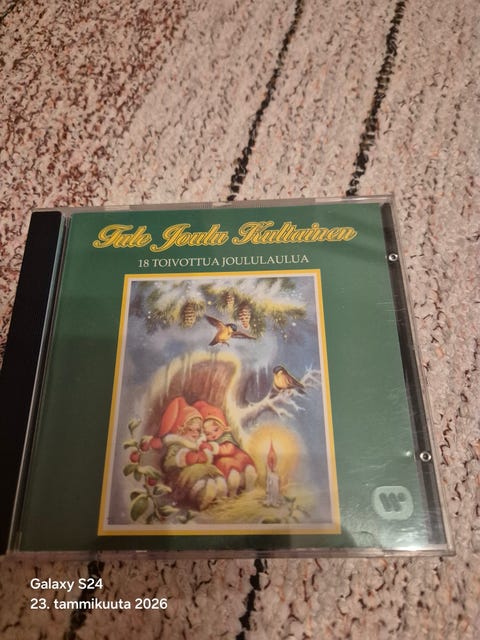 Tule Joulu Kultainen
18 TOIVOTTUA JOULULAULUA
Galaxy S24
23. tammikuuta 2026